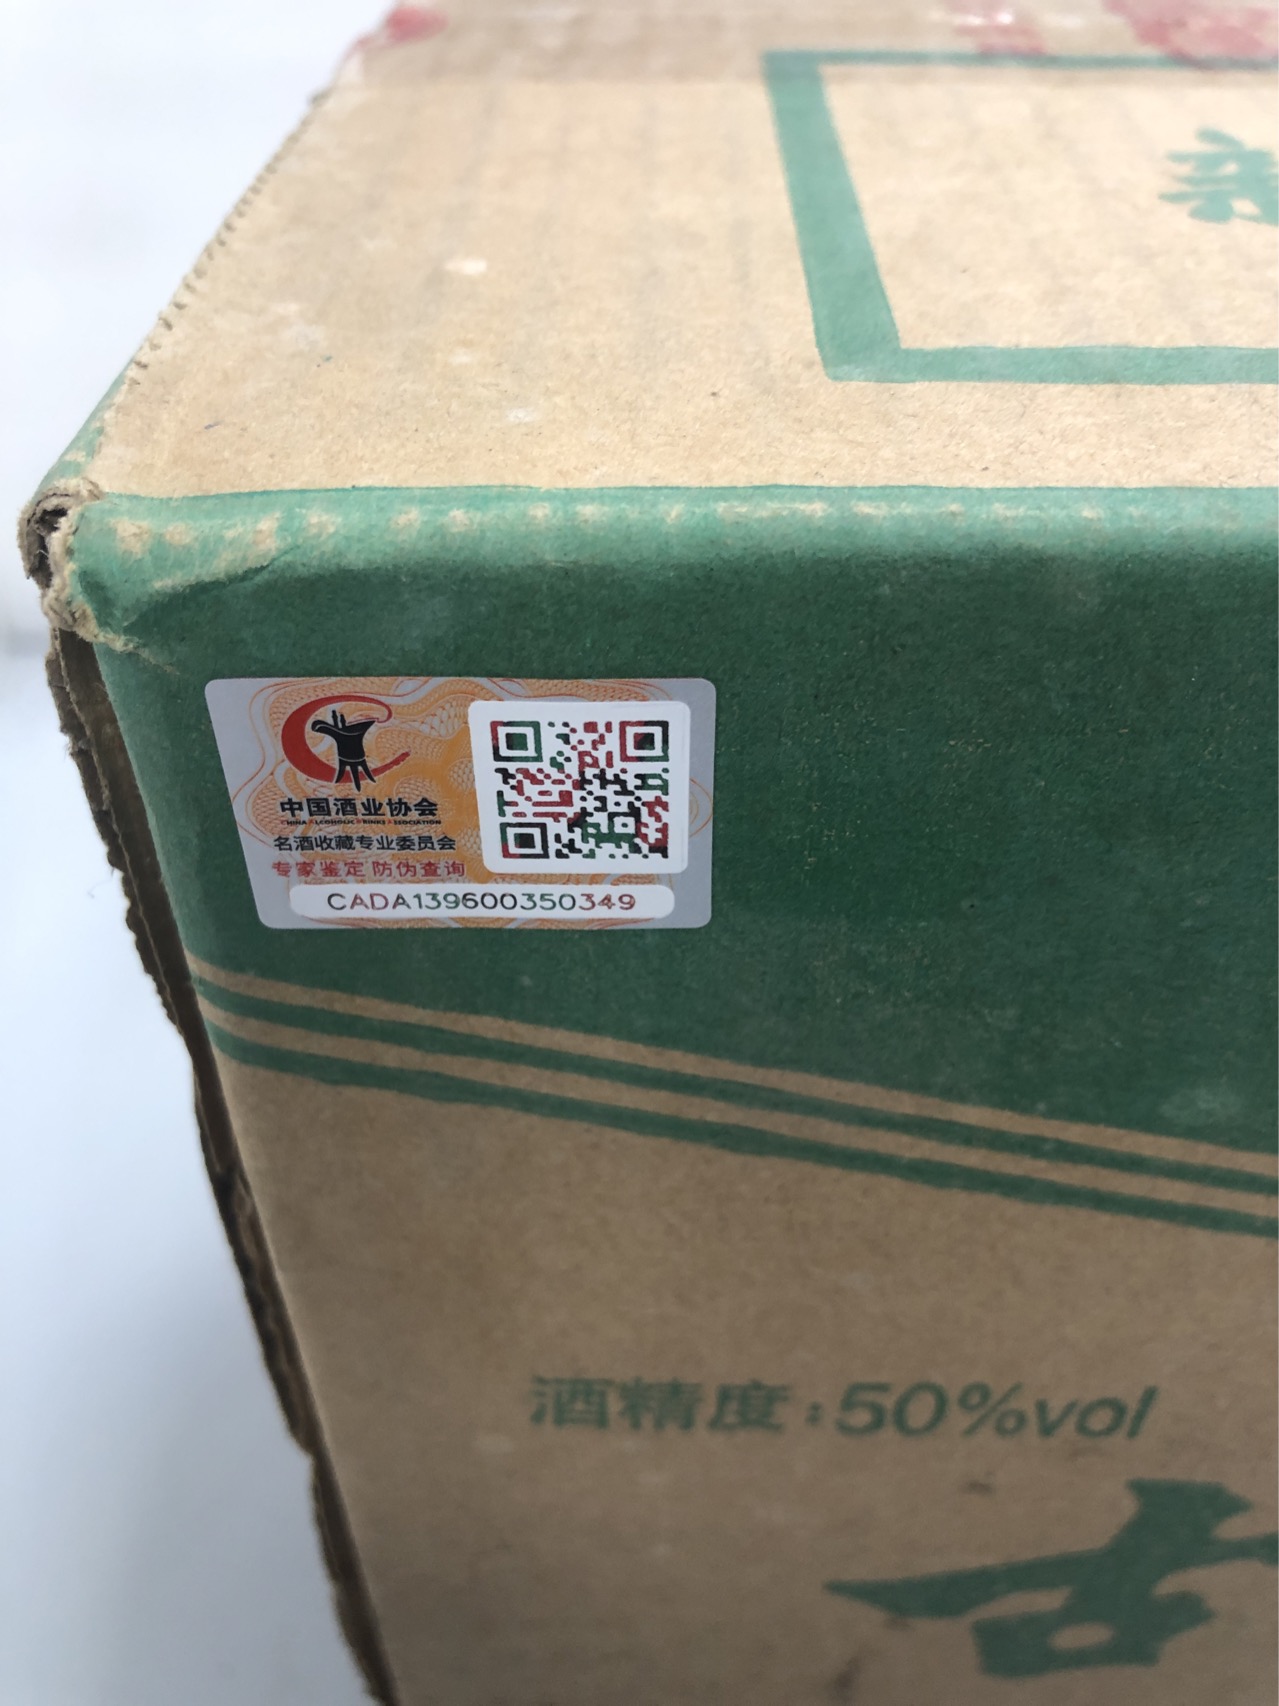 中国酒业协会
CHINA ALCOHOLIC DRINKS ASSOCIATION
名酒收藏专业委员会
专家鉴定 防伪查询
CADA139600350349
酒精度:50%vol
古